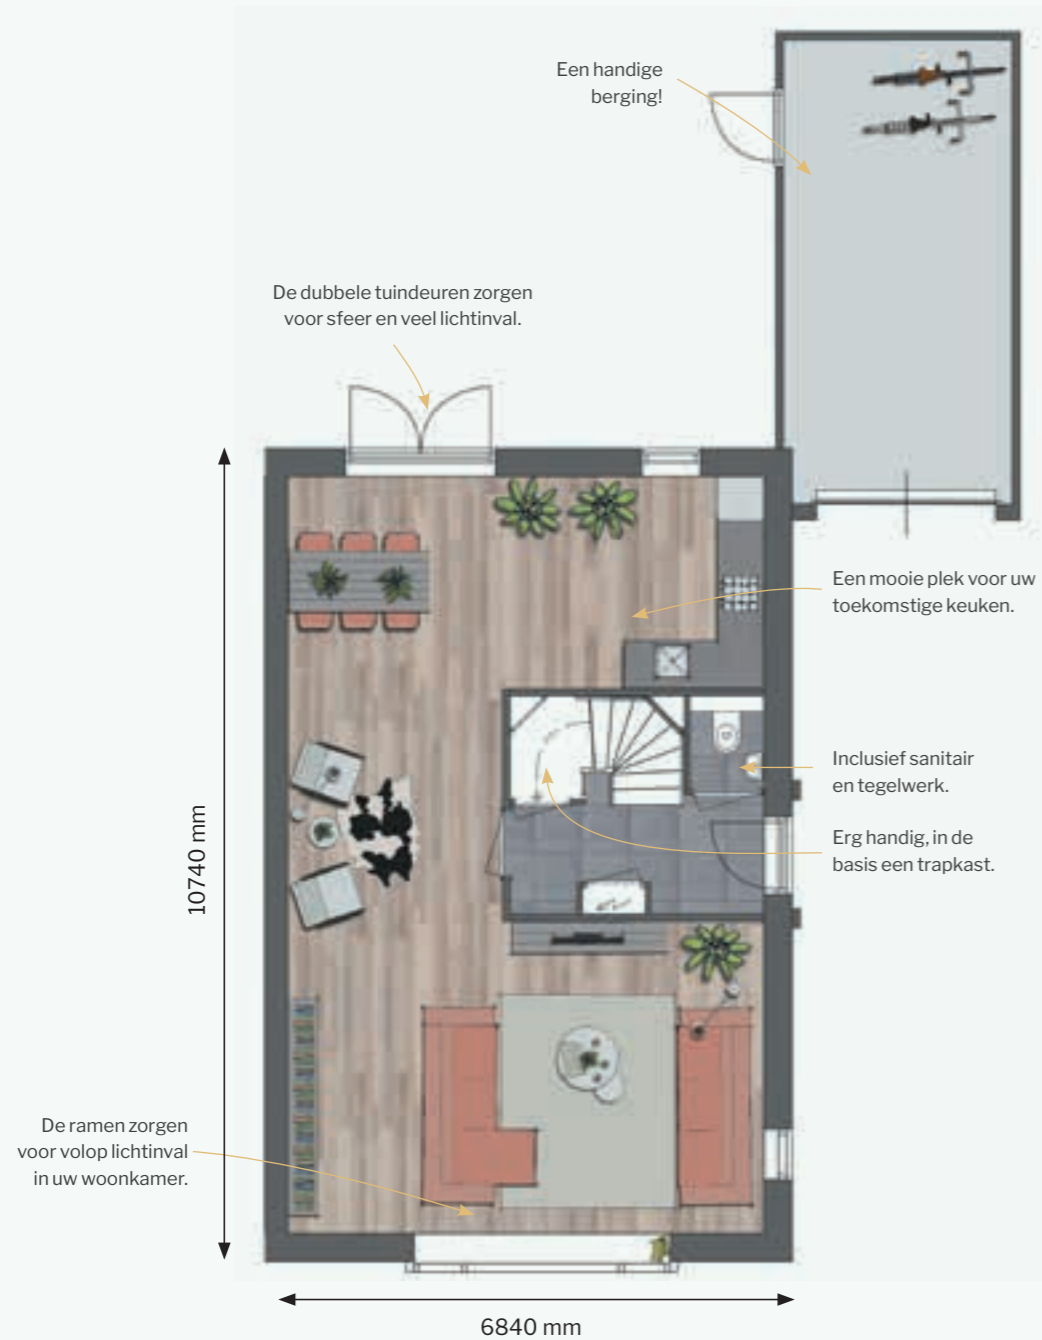 Een handige
berging!
De dubbele tuindeuren zorgen
voor sfeer en veel lichtinval.
Een mooie plek voor uw
toekomstige keuken.
Inclusief sanitair
en tegelwerk.
Erg handig, in de
basis een trapkast.
10740 mm
De ramen zorgen
voor volop lichtinval
in uw woonkamer.
6840 mm